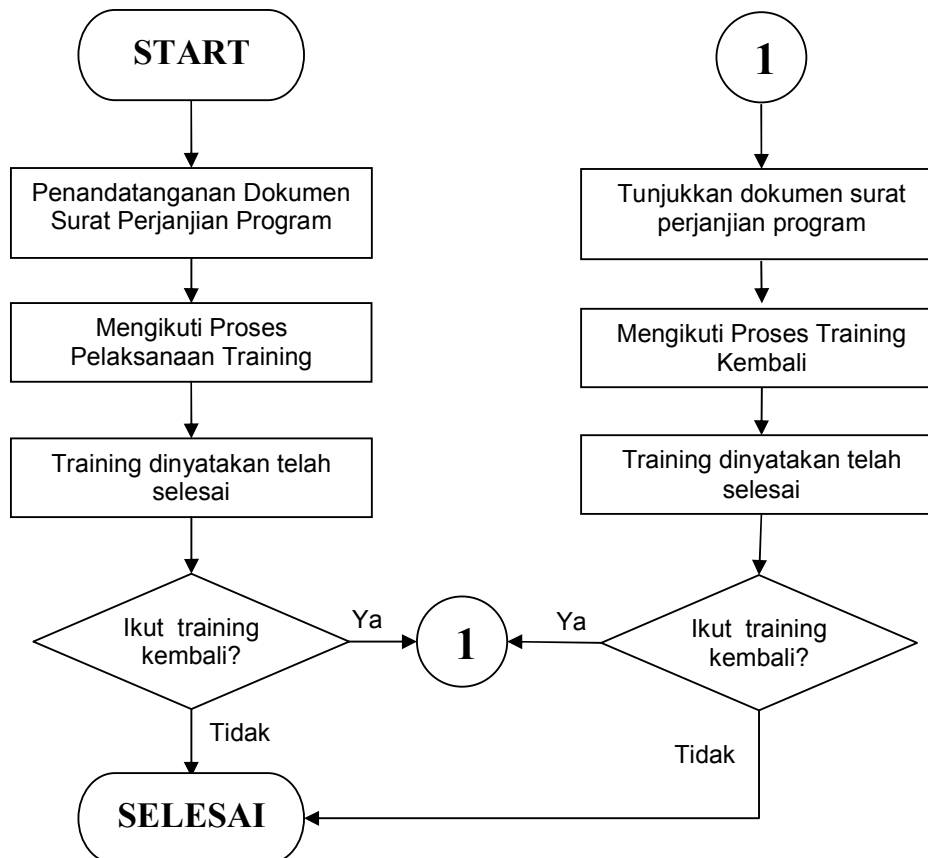 START
Penandatanganan Dokumen
Surat Perjanjian Program
Mengikuti Proses
Pelaksanaan Training
Training dinyatakan telah
selesai
Ikut training
kembali?
Ya
1
Tidak
SELESAI
1
Tunjukkan dokumen surat
perjanjian program
Mengikuti Proses Training
Kembali
Training dinyatakan telah
selesai
Ikut training
kembali?
Ya
Tidak